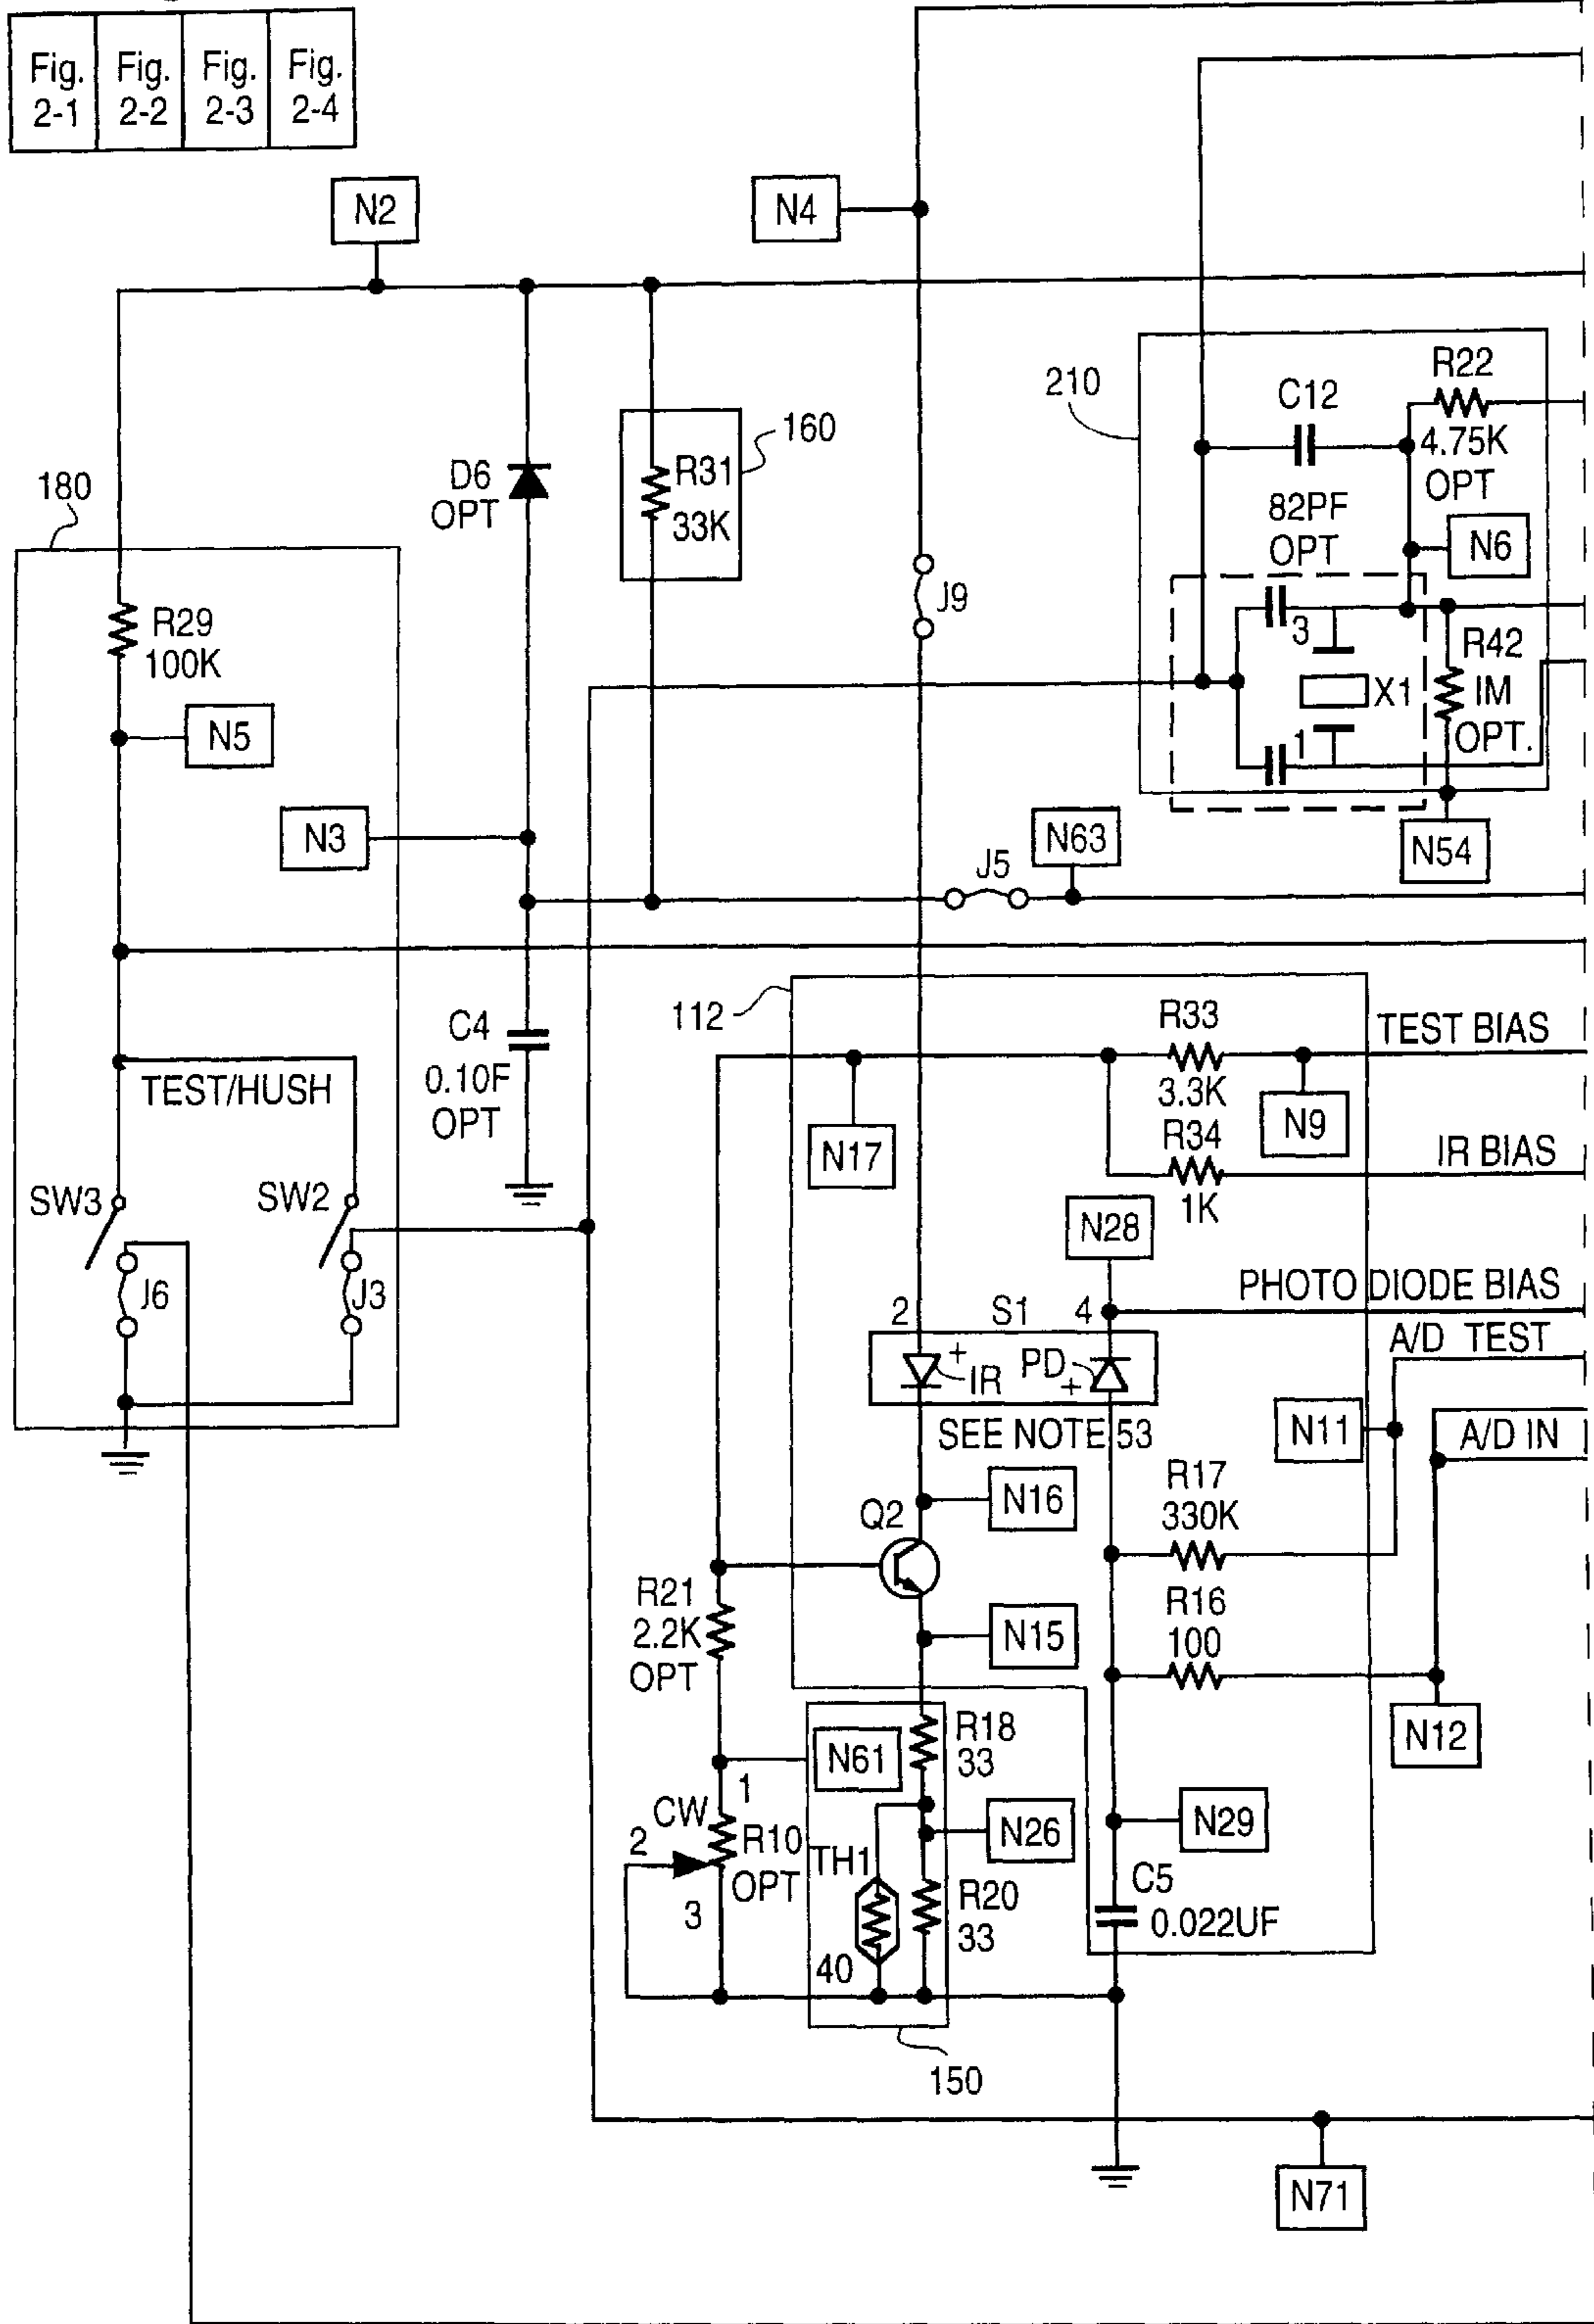 Fig. 2-1
Fig. 2-2
Fig. 2-3
Fig. 2-4
N2
N4
210
R22
4.75K
OPT
C12
82PF
OPT
N6
160
R31
33K
D6
OPT
180
R29
100K
J9
3
X1
1
R42
IM
OPT.
N5
N3
N63
J5
N54
112
C4
0.10F
OPT
TEST/HUSH
R33
3.3K
TEST BIAS
N9
N17
R34
1K
IR BIAS
SW3
SW2
J6
J3
N28
PHOTO DIODE BIAS
2
S1
4
A/D TEST
+
IR
PD
+
SEE NOTE 53
N11
A/D IN
R17
330K
N16
Q2
R21
2.2K
OPT
R16
100
N15
N12
N61
R18
33
1
CW
2
R10
OPT
3
TH1
40
N26
R20
33
N29
C5
0.022UF
150
N71